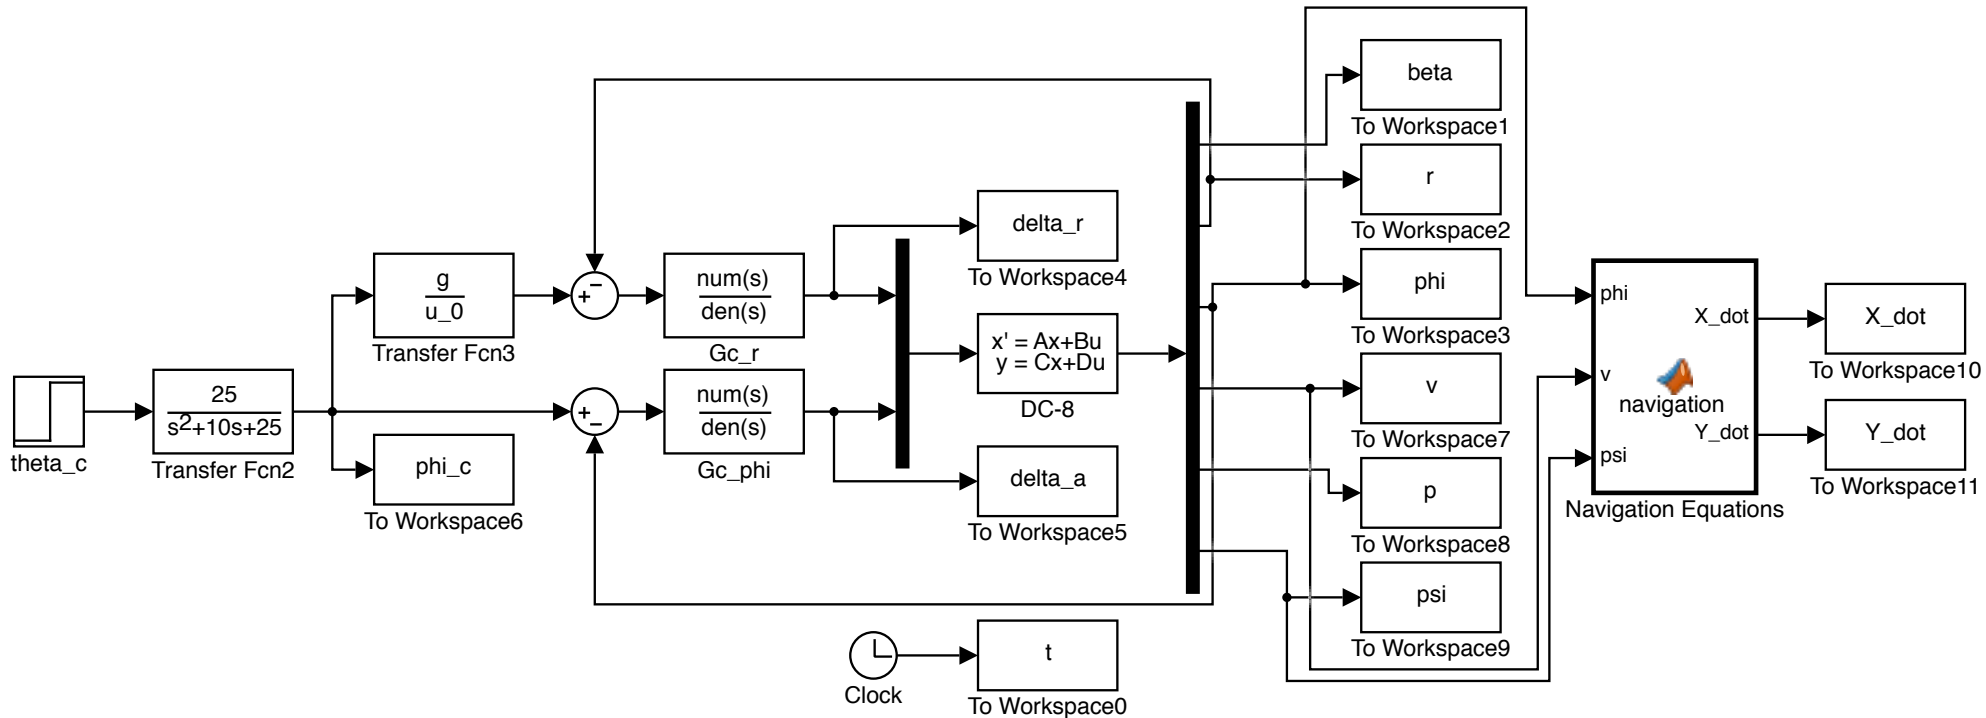 beta
To Workspace1
r
To Workspace2
delta_r
To Workspace4
g
u_0
Transfer Fcn3
+
−
num(s)
den(s)
Gc_r
phi
To Workspace3
phi
X_dot
X_dot
To Workspace10
x' = Ax+Bu
y = Cx+Du
DC-8
theta_c
25
s2+10s+25
Transfer Fcn2
phi_c
To Workspace6
+
−
num(s)
den(s)
Gc_phi
v
To Workspace7
v
navigation
Y_dot
psi
Navigation Equations
Y_dot
To Workspace11
delta_a
To Workspace5
p
To Workspace8
psi
To Workspace9
Clock
t
To Workspace0